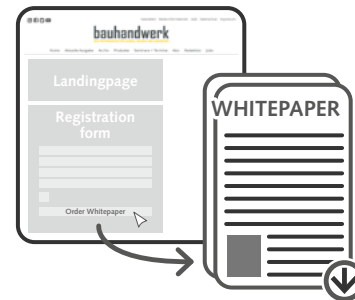 bauhandwerk
Landingpage
Registration
form
Order Whitepaper
WHITEPAPER